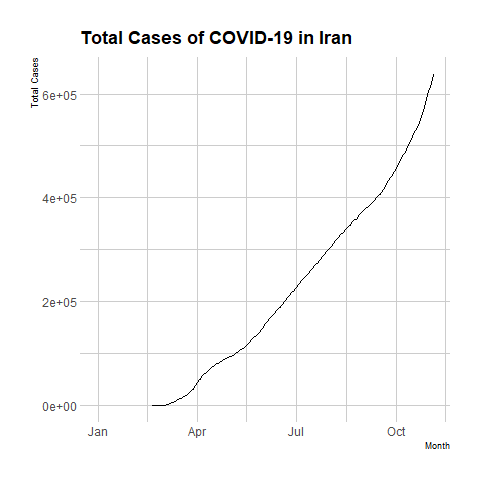 Total Cases of COVID-19 in Iran
Total Cases
6e+05
4e+05
2e+05
0e+00
Jan Apr Jul Oct
Month